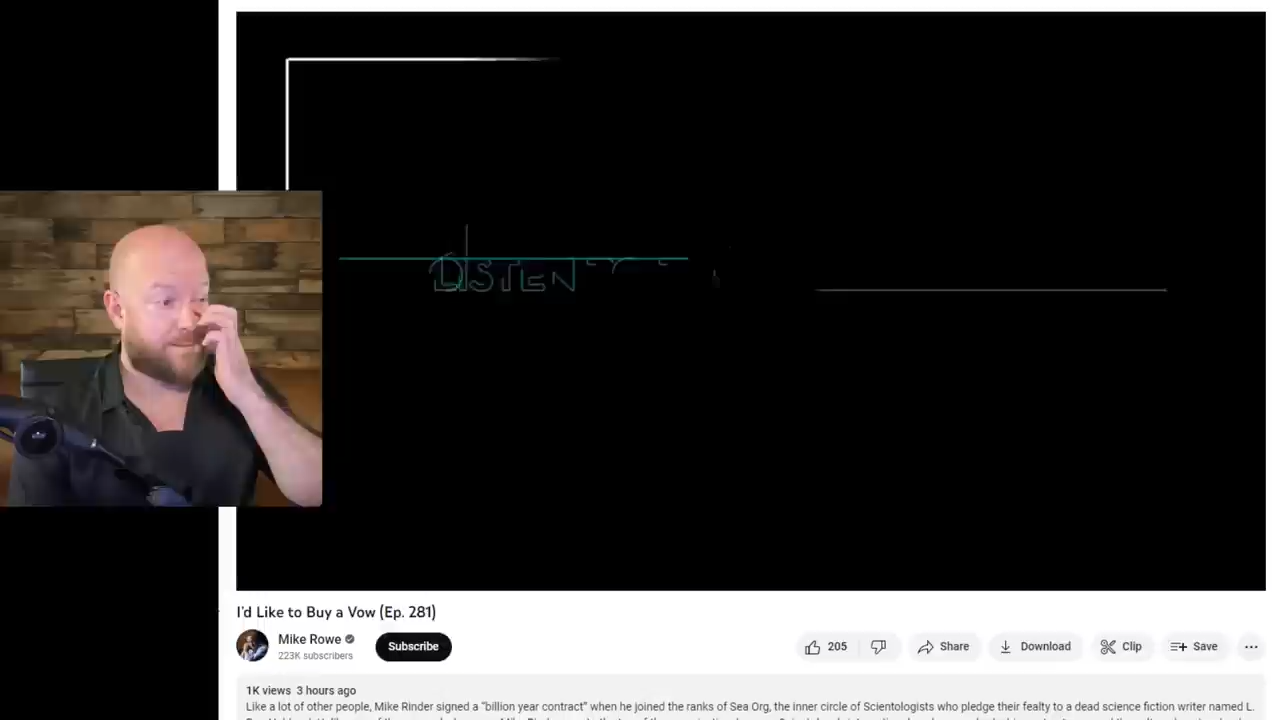 LISTEN
I'd Like to Buy a Vow (Ep. 281)
Mike Rowe
223K subscribers
Subscribe
205
Share
Download
Clip
Save
1K views 3 hours ago
Like a lot of other people, Mike Rinder signed a “billion year contract” when he joined the ranks of Sea Org, the inner circle of Scientologists who pledge their fealty to a dead science fiction writer named L.